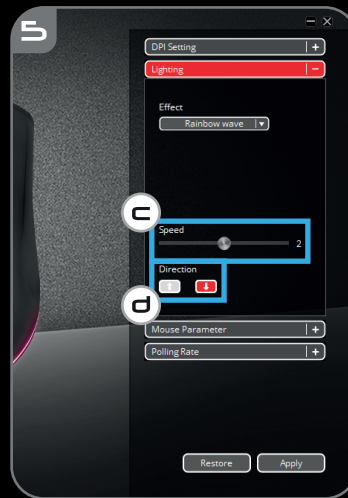 5
DPI Setting
Lighting
Effect
Rainbow wave
c
Speed
2
Direction
d
Mouse Parameter
Polling Rate
Restore
Apply